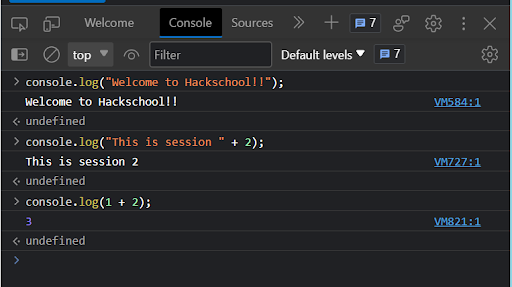 Welcome Console Sources 7
top Filter Default levels 7
console.log("Welcome to Hackschool!!");
Welcome to Hackschool!! VM584:1
undefined
console.log("This is session " + 2);
This is session 2 VM727:1
undefined
console.log(1 + 2);
3 VM821:1
undefined